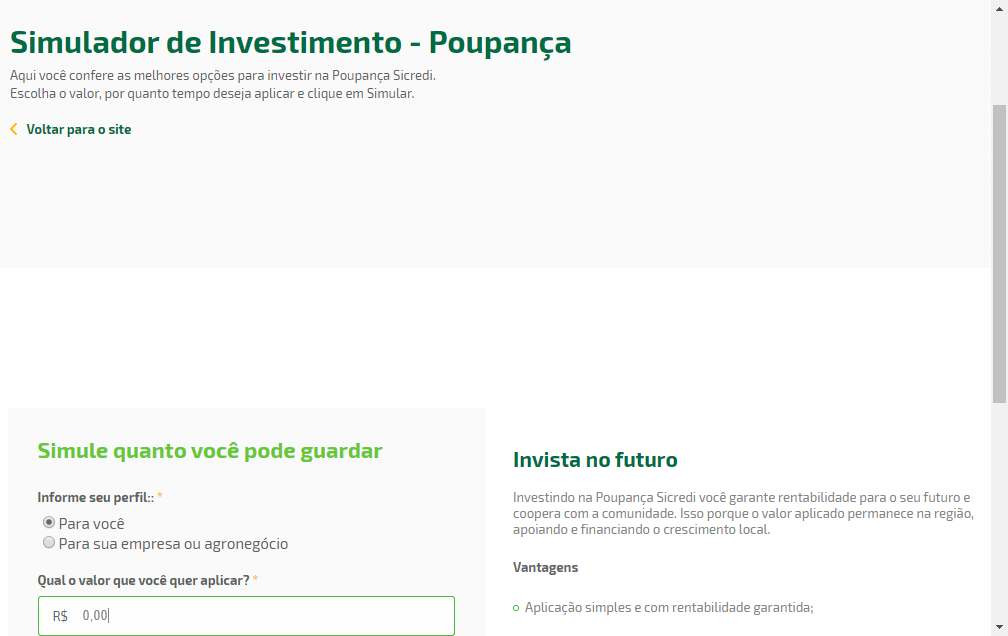 Simulador de Investimento - Poupança
Aqui você confere as melhores opções para investir na Poupança Sicredi.
Escolha o valor, por quanto tempo deseja aplicar e clique em Simular.
Voltar para o site
Simule quanto você pode guardar
Informe seu perfil:: *
Para você
Para sua empresa ou agronegócio
Qual o valor que você quer aplicar? *
R$ 0,00
Invista no futuro
Investindo na Poupança Sicredi você garante rentabilidade para o seu futuro e
coopera com a comunidade. Isso porque o valor aplicado permanece na região,
apoiando e financiando o crescimento local.
Vantagens
Aplicação simples e com rentabilidade garantida;